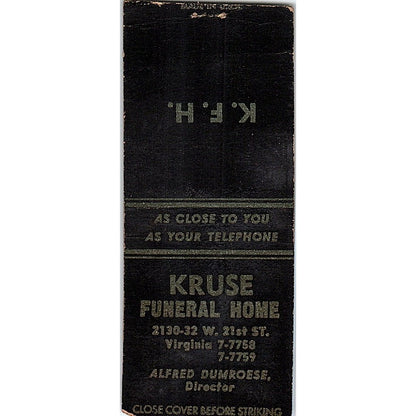 K.F.H.
AS CLOSE TO YOU
AS YOUR TELEPHONE
KRUSE
FUNERAL HOME
2130-32 W. 21st ST.
Virginia 7-7758
7-7759
ALFRED DUMROESE,
Director
CLOSE COVER BEFORE STRIKING